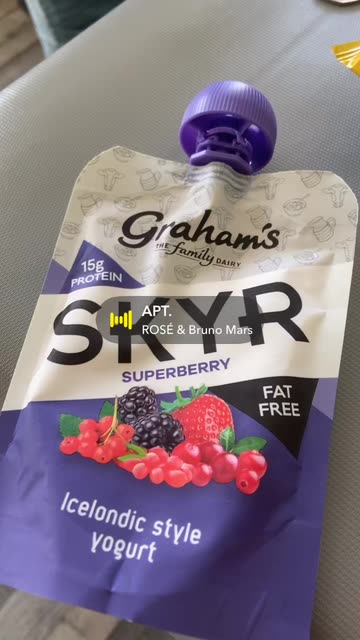 Graham's
THE family DAIRY
15g
PROTEIN
SKYR
APT.
ROSÉ & Bruno Mars
SUPERBERRY
FAT
FREE
Icelandic style
yogurt